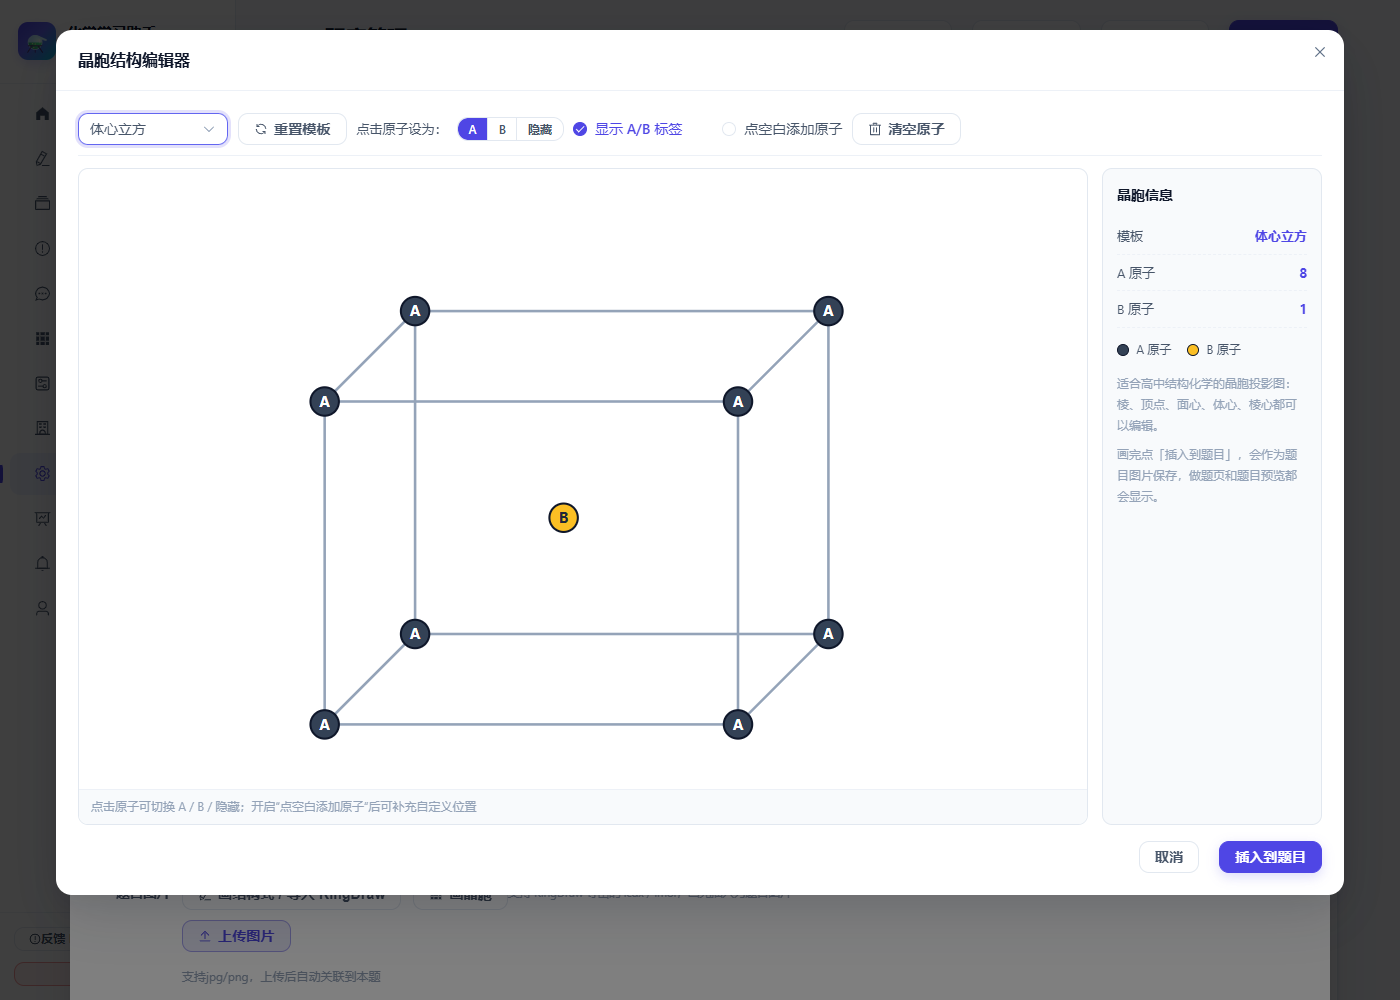 晶胞结构编辑器
体心立方
重置模板
点击原子设为：
A
B
隐藏
显示 A/B 标签
点空白添加原子
清空原子
晶胞信息
模板
体心立方
A 原子
8
B 原子
1
A 原子
B 原子
适合高中结构化学的晶胞投影图：
棱、顶点、面心、体心、棱心都可
以编辑。
画完点「插入到题目」，会作为题
目图片保存，做题页和题目预览都
会显示。
A
A
A
A
B
A
A
A
A
点击原子可切换 A / B / 隐藏；开启“点空白添加原子”后可补充自定义位置
取消
插入到题目
反馈
上传图片
支持jpg/png，上传后自动关联到本题